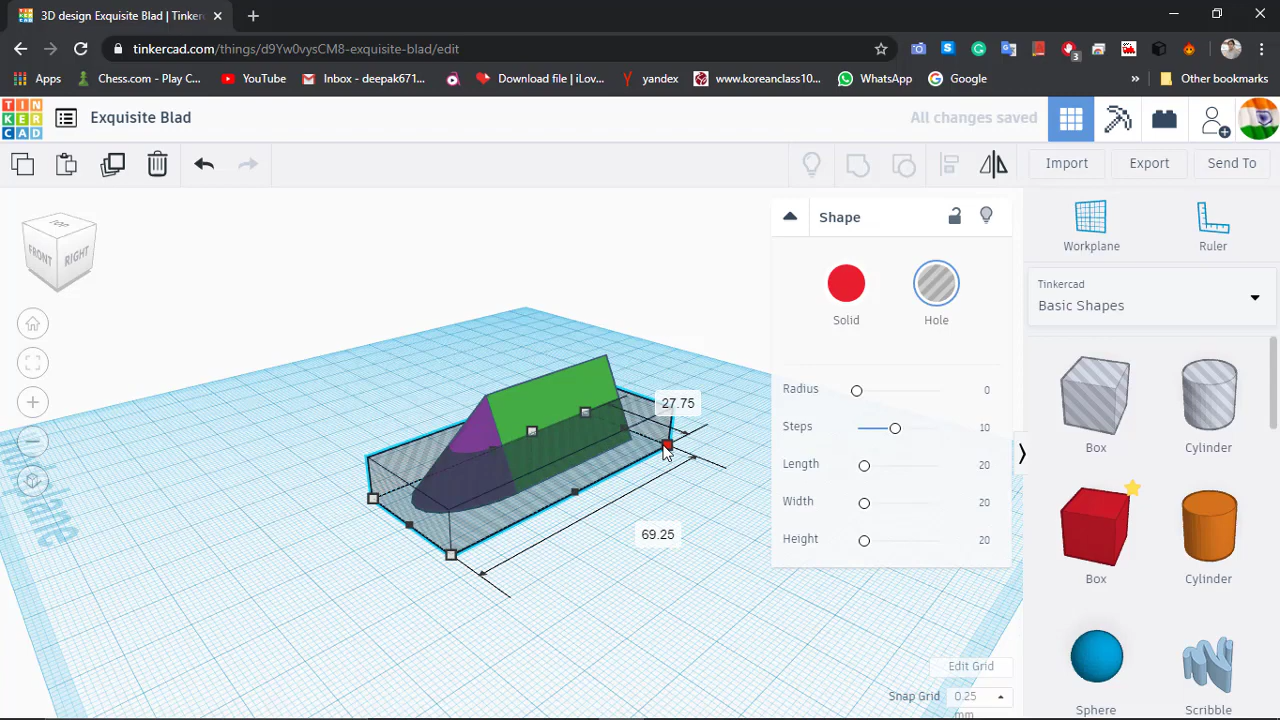 3D design Exquisite Blad | Tinker
tinkercad.com/things/d9Yw0vysCM8-exquisite-blad/edit
3
Apps
Chess.com - Play C...
YouTube
Inbox - deepak671...
Download file | iLov...
yandex
www.koreanclass10...
WhatsApp
Google
»
Other bookmarks
TIN
KER
CAD
Exquisite Blad
All changes saved
Import
Export
Send To
TOP
FRONT
RIGHT
Shape
Solid
Hole
Radius
0
Steps
10
Length
20
Width
20
Height
20
27.75
69.25
Workplane
Ruler
Tinkercad
Basic Shapes
Box
Cylinder
Box
Cylinder
Sphere
Scribble
Edit Grid
Snap Grid
0.25
mm